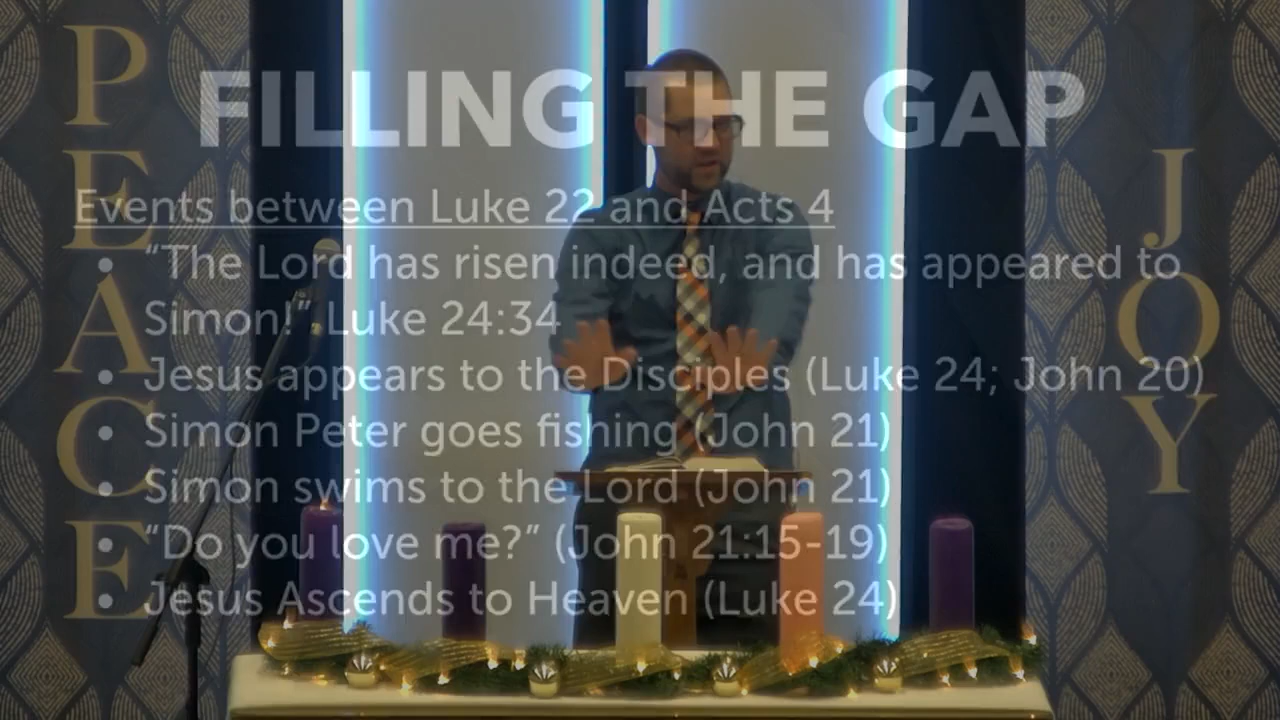 FILLING THE GAP
Events between Luke 22 and Acts 4
• “The Lord has risen indeed, and has appeared to
Simon!” Luke 24:34
• Jesus appears to the Disciples (Luke 24; John 20)
• Simon Peter goes fishing (John 21)
• Simon swims to the Lord (John 21)
• “Do you love me?” (John 21:15-19)
• Jesus Ascends to Heaven (Luke 24)
PEACE
JOY